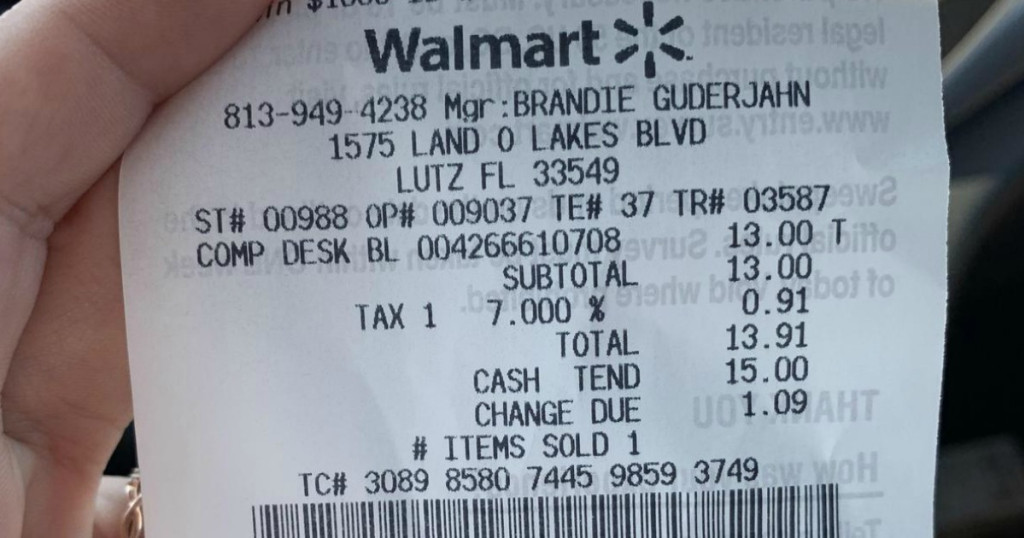 $1000
Walmart
813-949-4238 Mgr:BRANDIE GUDERJAHN
1575 LAND O LAKES BLVD
LUTZ FL 33549
ST# 00988 OP# 009037 TE# 37 TR# 03587
COMP DESK BL 004266610708 13.00 T
SUBTOTAL 13.00
TAX 1 7.000 % 0.91
TOTAL 13.91
CASH TEND 15.00
CHANGE DUE 1.09
# ITEMS SOLD 1
TC# 3089 8580 7445 9859 3749